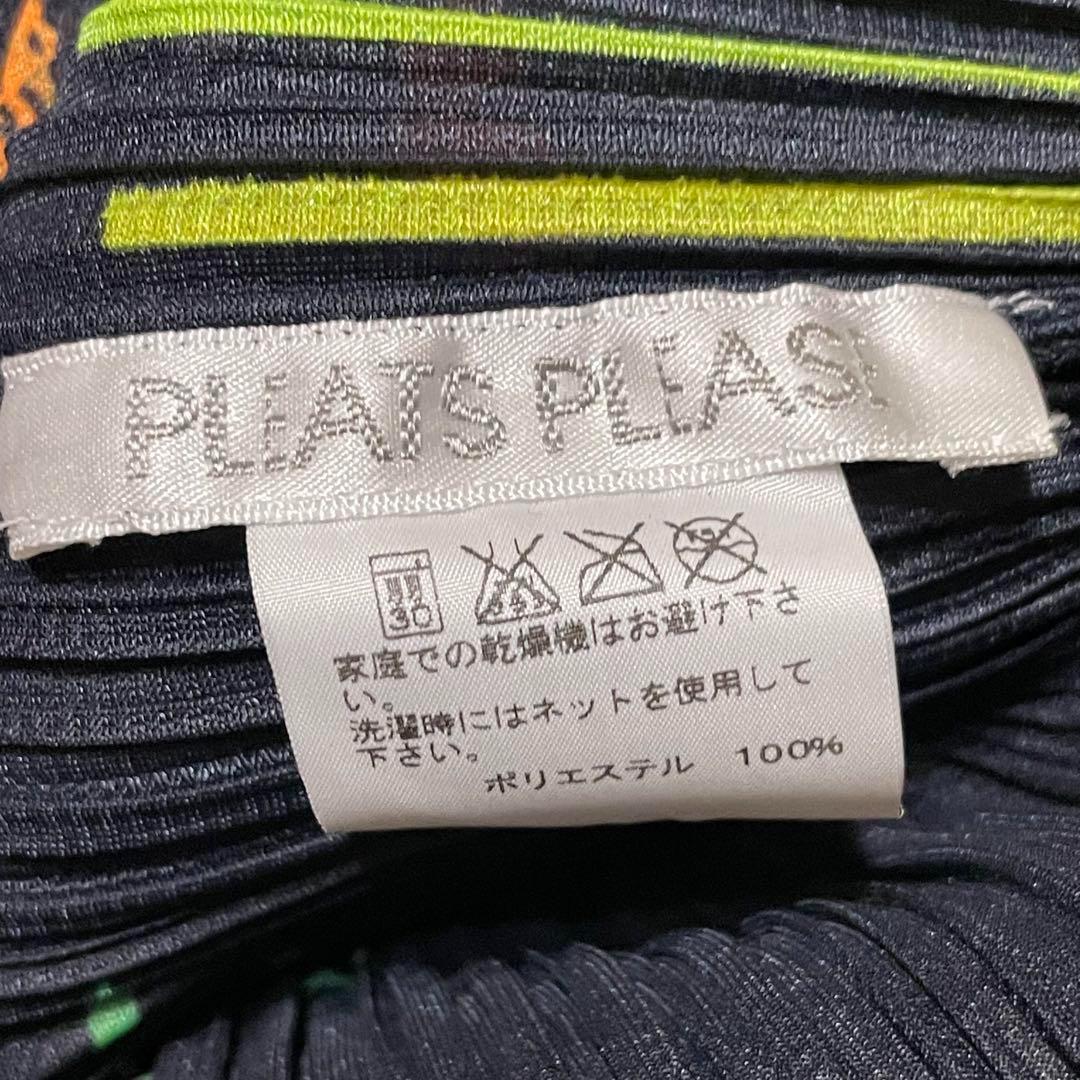 PLEATS PLEASE
30
家庭での乾燥機はお避け下さ
い。
洗濯時にはネットを使用して
下さい。
ポリエステル 100%